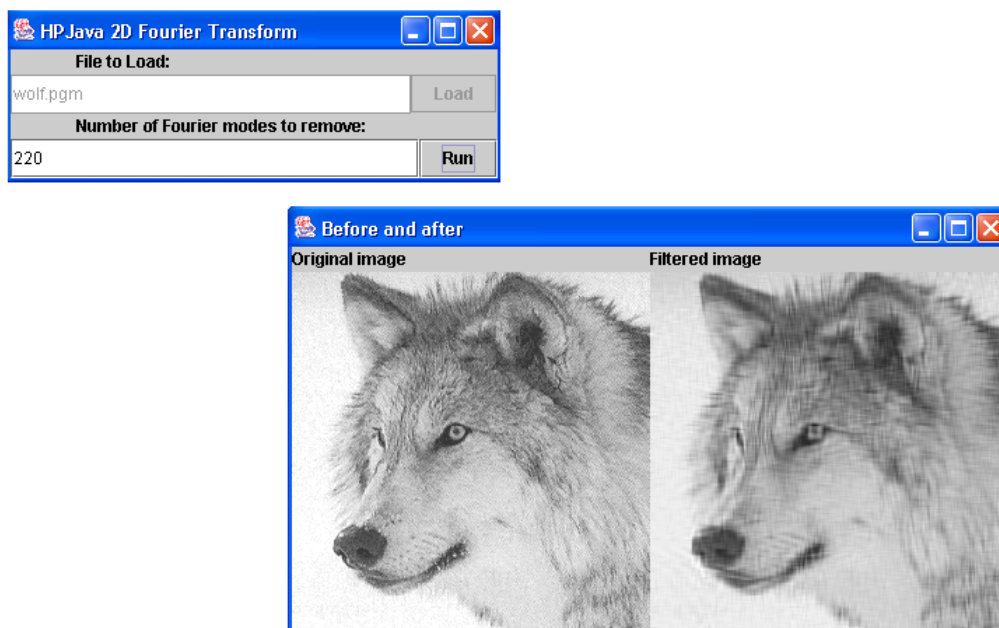 HPJava 2D Fourier Transform
File to Load:
wolf.pgm Load
Number of Fourier modes to remove:
220 Run
Before and after
Original image Filtered image